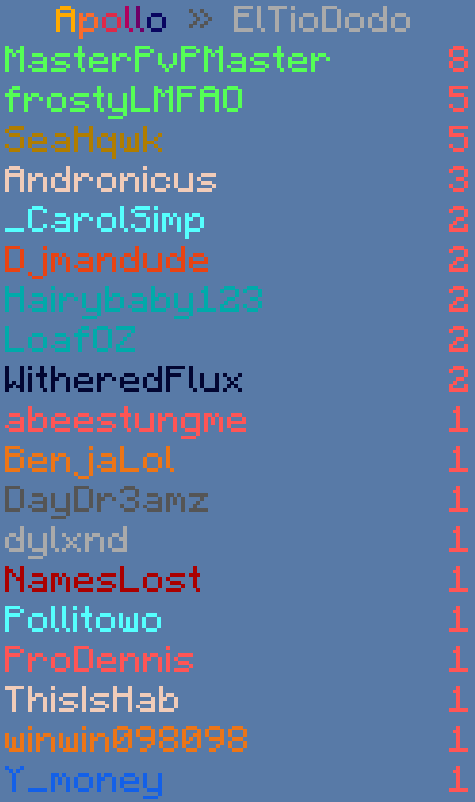 Apollo » ElTioDodo
MasterPvPMaster 8
frostyLMFAO 5
SeaHqwk 5
Andronicus 3
_CarolSimp 2
Djmandude 2
Hairybaby123 2
LoafOZ 2
WitheredFlux 2
abeestungme 1
BenjaLol 1
DayDr3amz 1
dylxnd 1
NamesLost 1
Pollitowo 1
ProDennis 1
ThisIsHab 1
winwin098098 1
Y_money 1